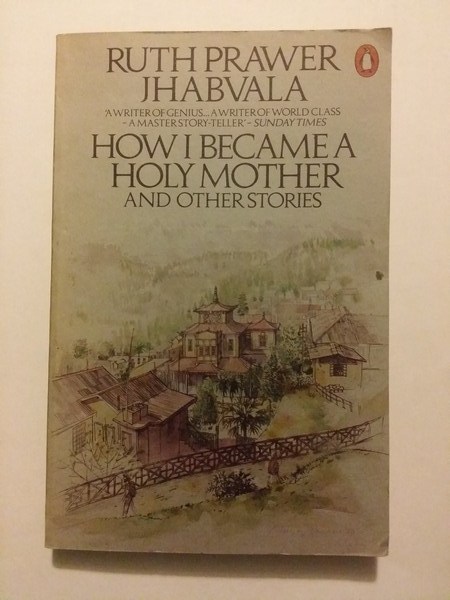 RUTH PRAWER
JHABVALA
'A WRITER OF GENIUS... A WRITER OF WORLD CLASS
- A MASTER STORY-TELLER' - SUNDAY TIMES
HOW I BECAME A
HOLY MOTHER
AND OTHER STORIES